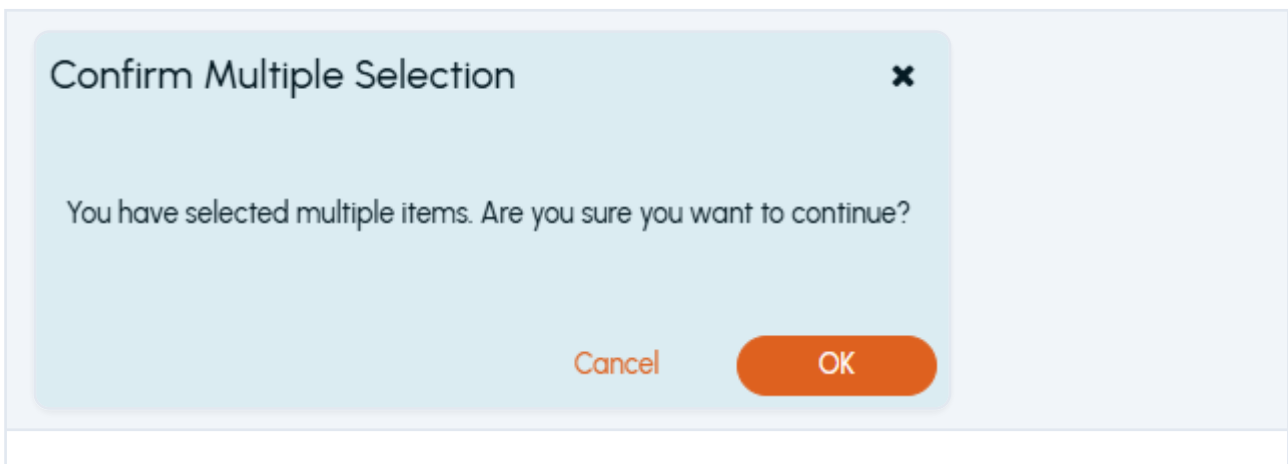 Confirm Multiple Selection
You have selected multiple items. Are you sure you want to continue?
Cancel OK